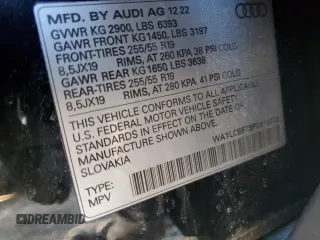 MFD. BY AUDI AG 12 22
GVWR KG 2900, LBS 6393
GAWR FRONT KG1450, LBS 3197
FRONT-TIRES 255/55 R19
8,5JX19 RIMS, AT 260 KPA 38 PSI COLD
GAWR REAR KG1650 LBS 3638
REAR-TIRES 255/55 R19
8,5JX19 RIMS, AT 280 KPA 41 PSI COLD
THIS VEHICLE CONFORMS TO ALL APPLICABLE
U.S. FEDERAL MOTOR VEHICLE SAFETY
STANDARDS IN EFFECT ON THE DATE OF
SLOVAKIA
TYPE:
MPV
DREAMBID